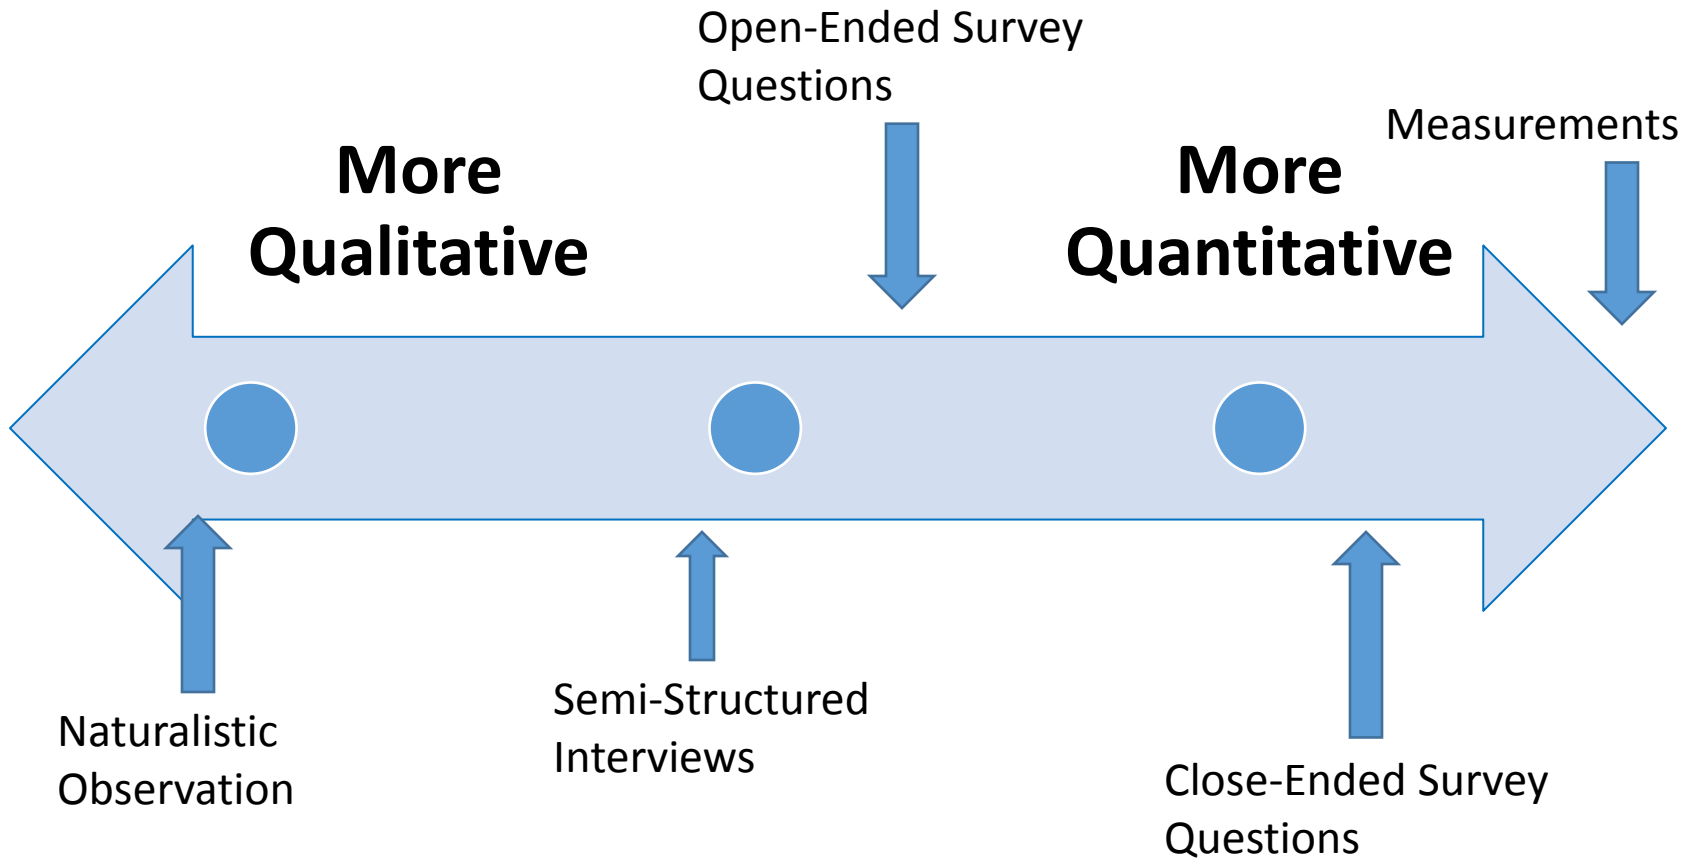 Open-Ended Survey
Questions
Measurements
More
Qualitative
More
Quantitative
Naturalistic
Observation
Semi-Structured
Interviews
Close-Ended Survey
Questions